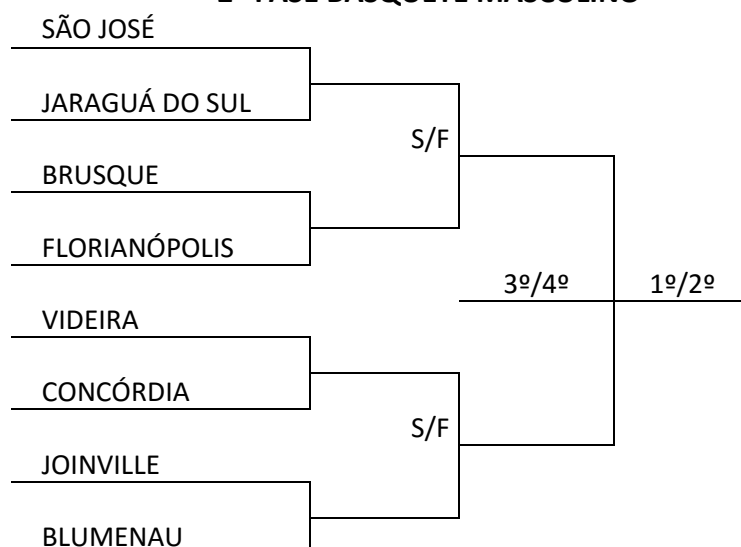 SÃO JOSÉ
JARAGUÁ DO SUL
S/F
BRUSQUE
FLORIANÓPOLIS
3º/4º 1º/2º
VIDEIRA
CONCÓRDIA
S/F
JOINVILLE
BLUMENAU